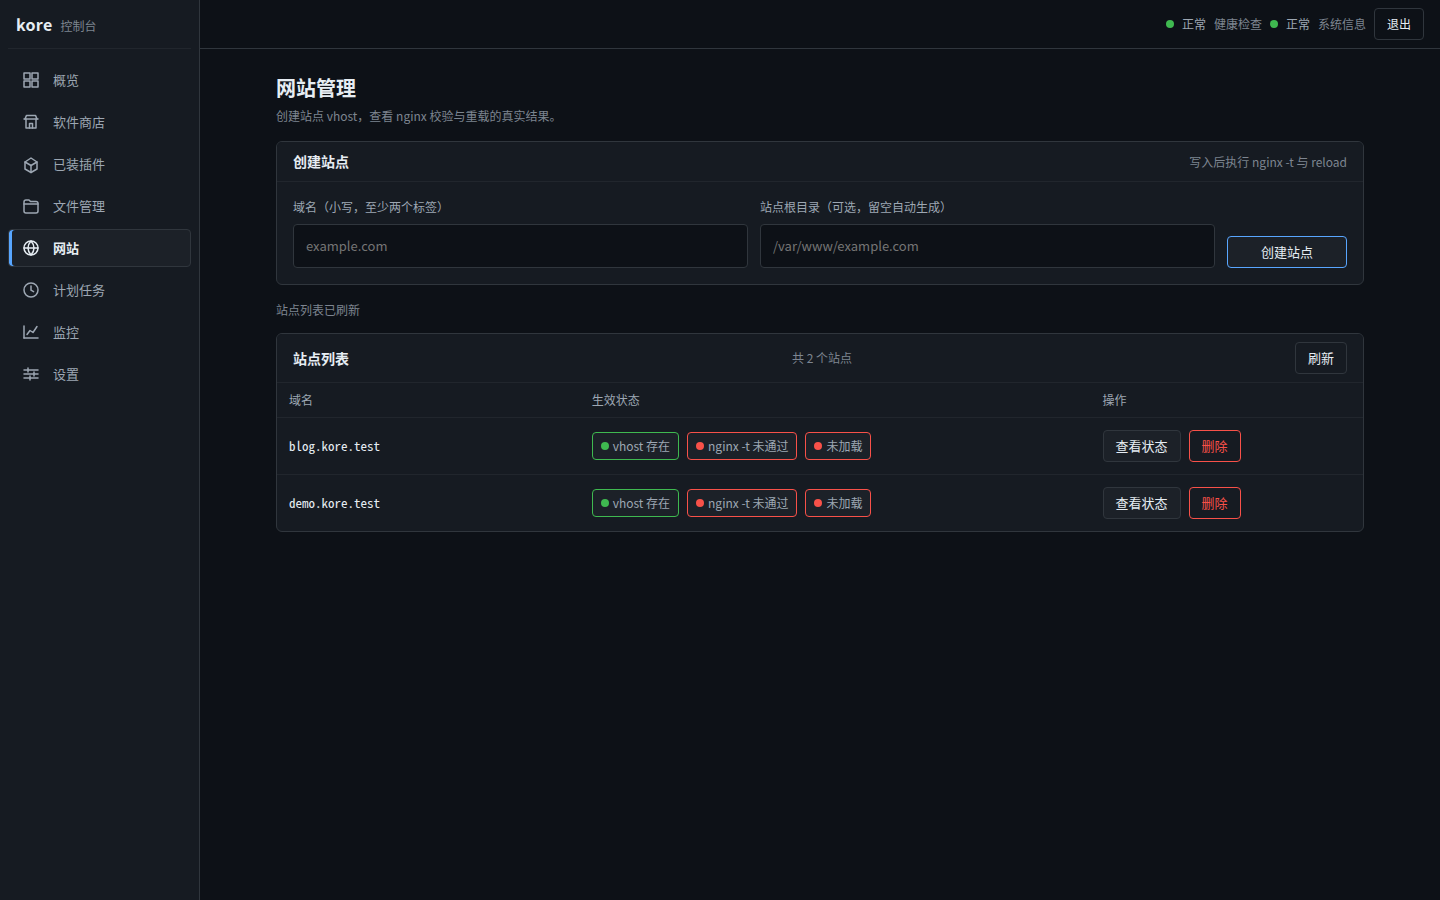 kore 控制台
正常 健康检查 正常 系统信息 退出
概览
软件商店
已装插件
文件管理
网站
计划任务
监控
设置
网站管理
创建站点 vhost，查看 nginx 校验与重载的真实结果。
创建站点 写入后执行 nginx -t 与 reload
域名（小写，至少两个标签） 站点根目录（可选，留空自动生成）
example.com /var/www/example.com 创建站点
站点列表已刷新
站点列表 共 2 个站点 刷新
域名 生效状态 操作
blog.kore.test vhost 存在 nginx -t 未通过 未加载 查看状态 删除
demo.kore.test vhost 存在 nginx -t 未通过 未加载 查看状态 删除